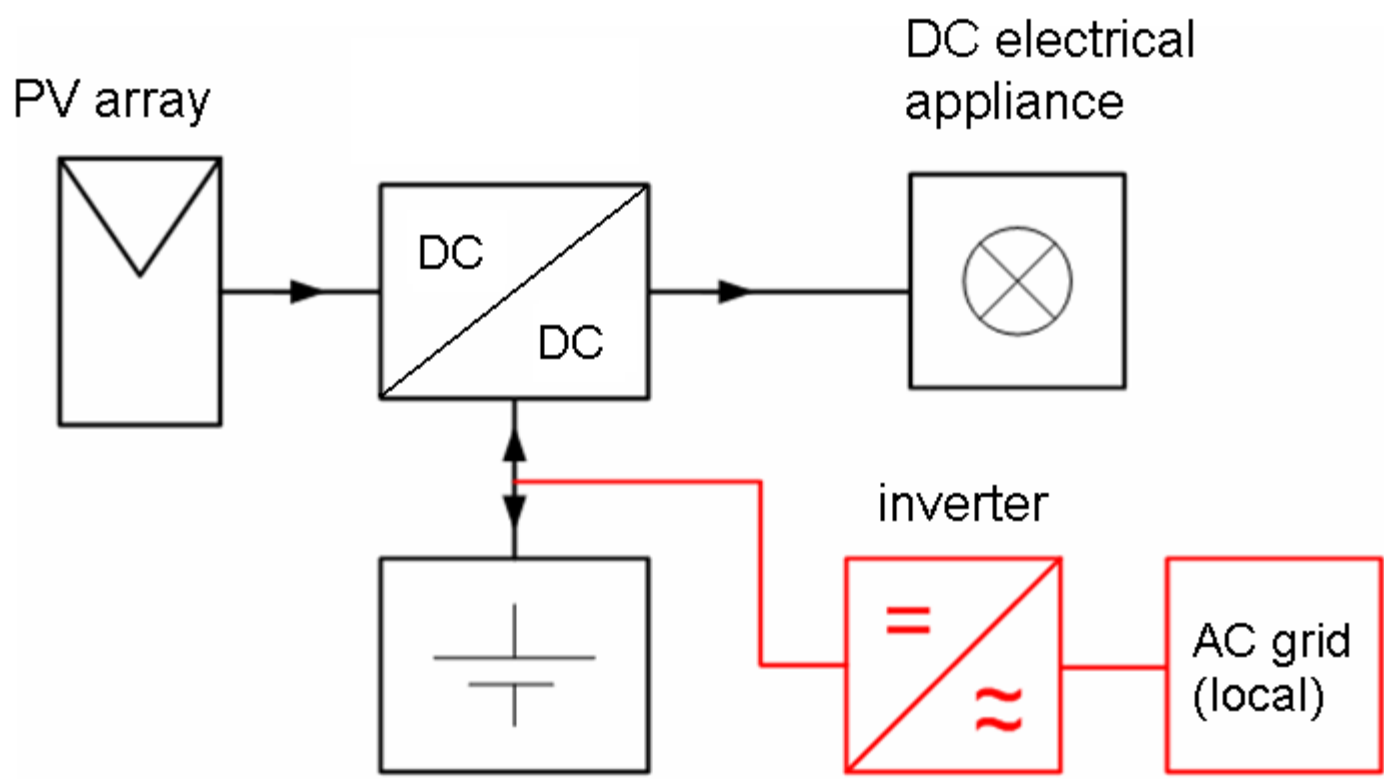 DC electrical
appliance
PV array
DC
DC
inverter
=
≈
AC grid
(local)